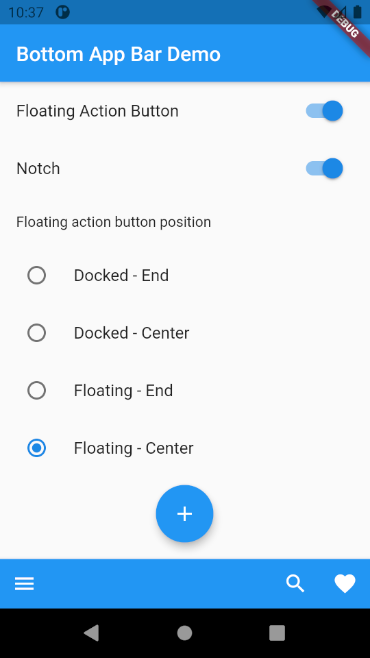 10:37
DEBUG
Bottom App Bar Demo
Floating Action Button
Notch
Floating action button position
Docked - End
Docked - Center
Floating - End
Floating - Center